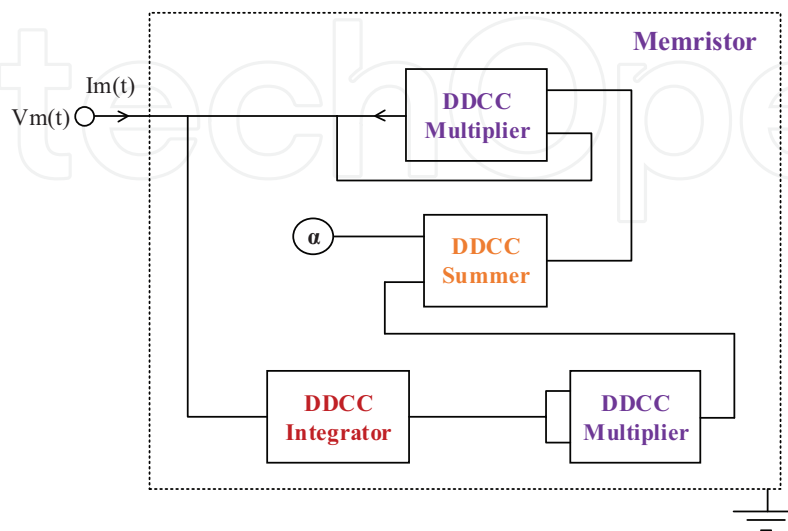 Memristor
Im(t)
Vm(t)
DDCC
Multiplier
α
DDCC
Summer
DDCC
Integrator
DDCC
Multiplier